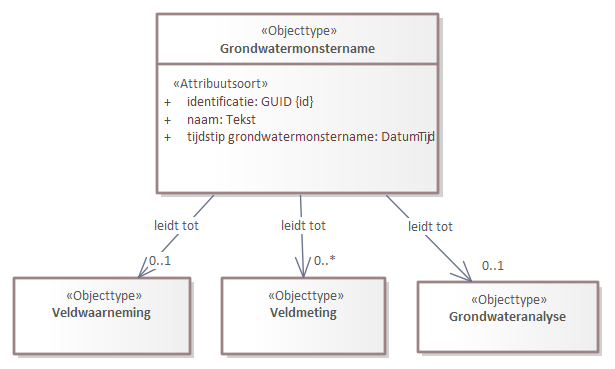 «Objecttype»
Grondwatermonstername
«Attribuutsoort»
+ identificatie: GUID {id}
+ naam: Tekst
+ tijdstip grondwatermonstername: DatumTijd
leidt tot leidt tot leidt tot
0..1 0..* 0..1
«Objecttype» «Objecttype» «Objecttype»
Veldwaarneming Veldmeting Grondwateranalyse